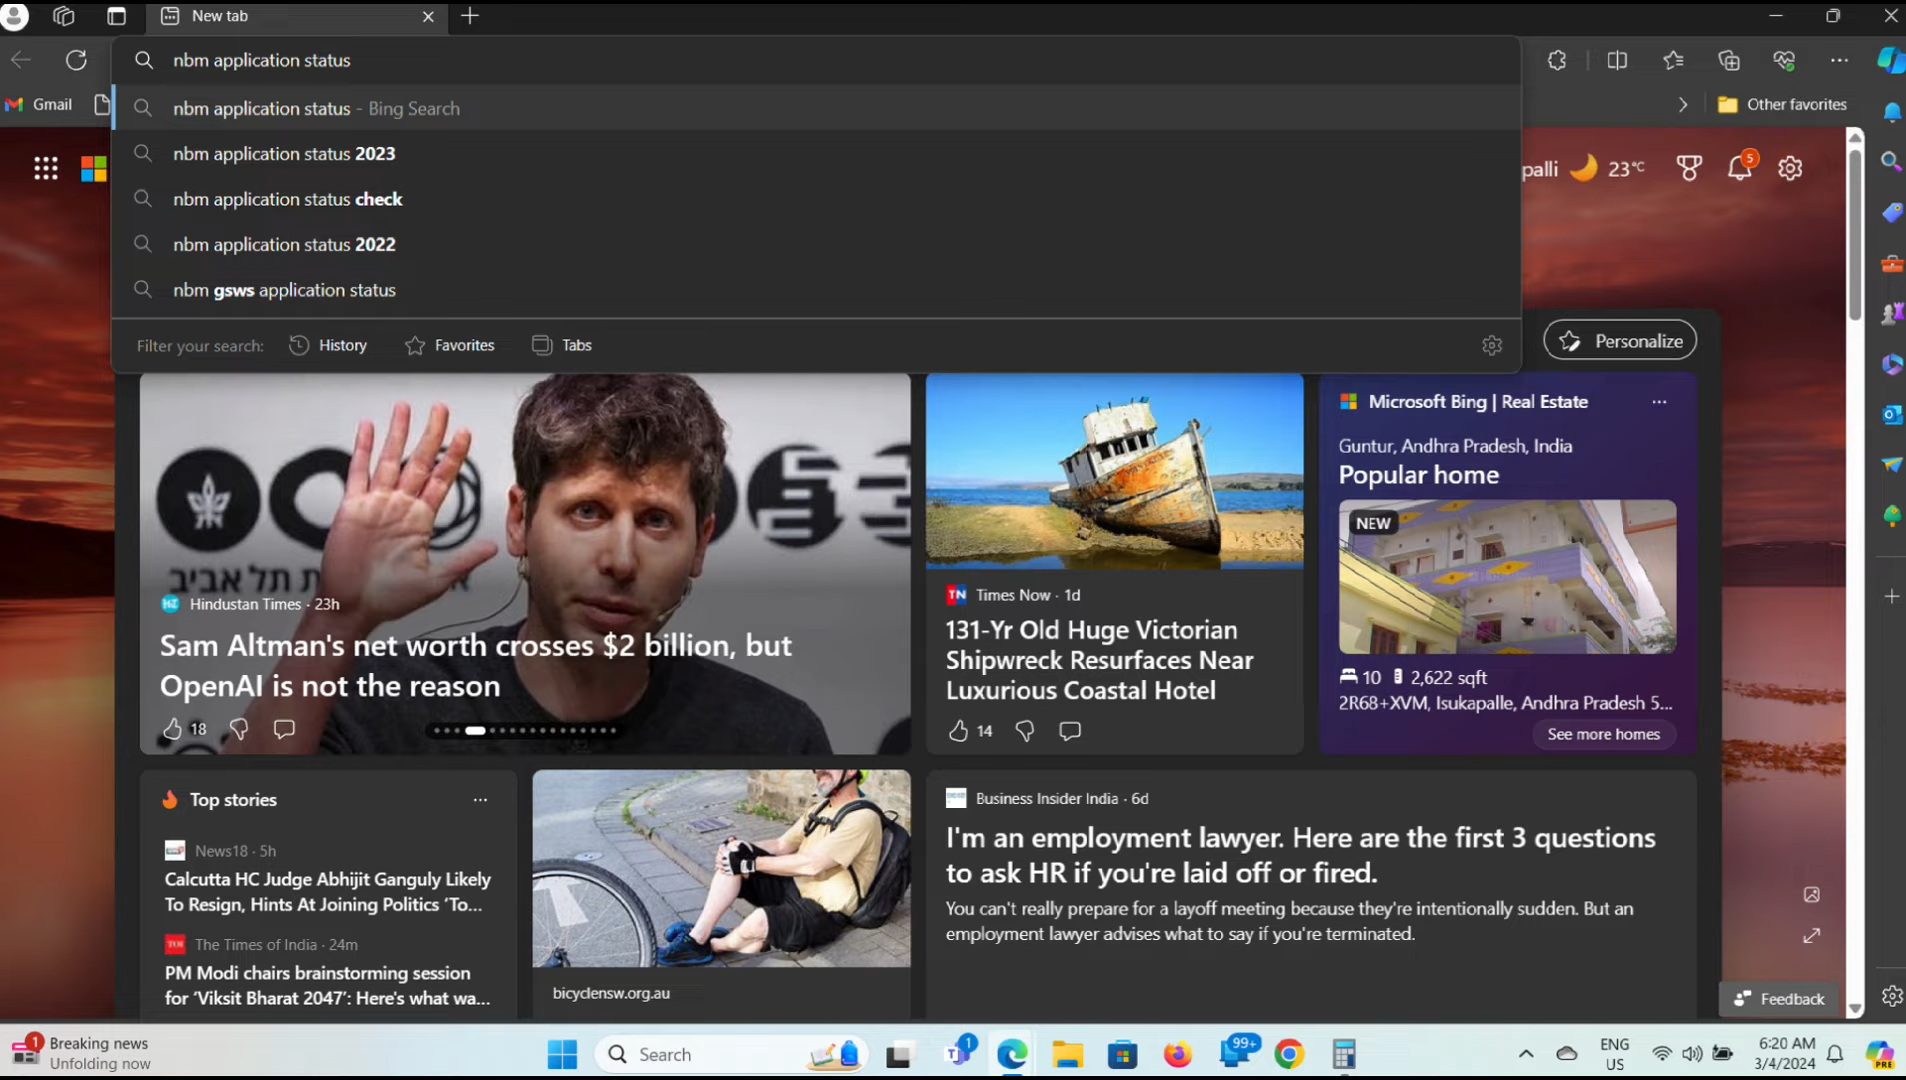 New tab
nbm application status
Gmail
Other favorites
nbm application status - Bing Search
nbm application status 2023
nbm application status check
nbm application status 2022
nbm gsws application status
Filter your search: History Favorites Tabs
palli 23°C
5
Personalize
תל אביב
Hindustan Times · 23h
Sam Altman's net worth crosses $2 billion, but
OpenAI is not the reason
18
TN Times Now · 1d
131-Yr Old Huge Victorian
Shipwreck Resurfaces Near
Luxurious Coastal Hotel
14
Microsoft Bing | Real Estate
Guntur, Andhra Pradesh, India
Popular home
NEW
10 2,622 sqft
2R68+XVM, Isukapalle, Andhra Pradesh 5...
See more homes
Top stories
News18 · 5h
Calcutta HC Judge Abhijit Ganguly Likely
To Resign, Hints At Joining Politics ‘To...
TOI The Times of India · 24m
PM Modi chairs brainstorming session
for ‘Viksit Bharat 2047’: Here's what wa...
bicyclensw.org.au
Business Insider India · 6d
I'm an employment lawyer. Here are the first 3 questions
to ask HR if you're laid off or fired.
You can't really prepare for a layoff meeting because they're intentionally sudden. But an
employment lawyer advises what to say if you're terminated.
Feedback
1
Breaking news
Unfolding now
Search
1
99+
ENG
US
6:20 AM
3/4/2024
PRE